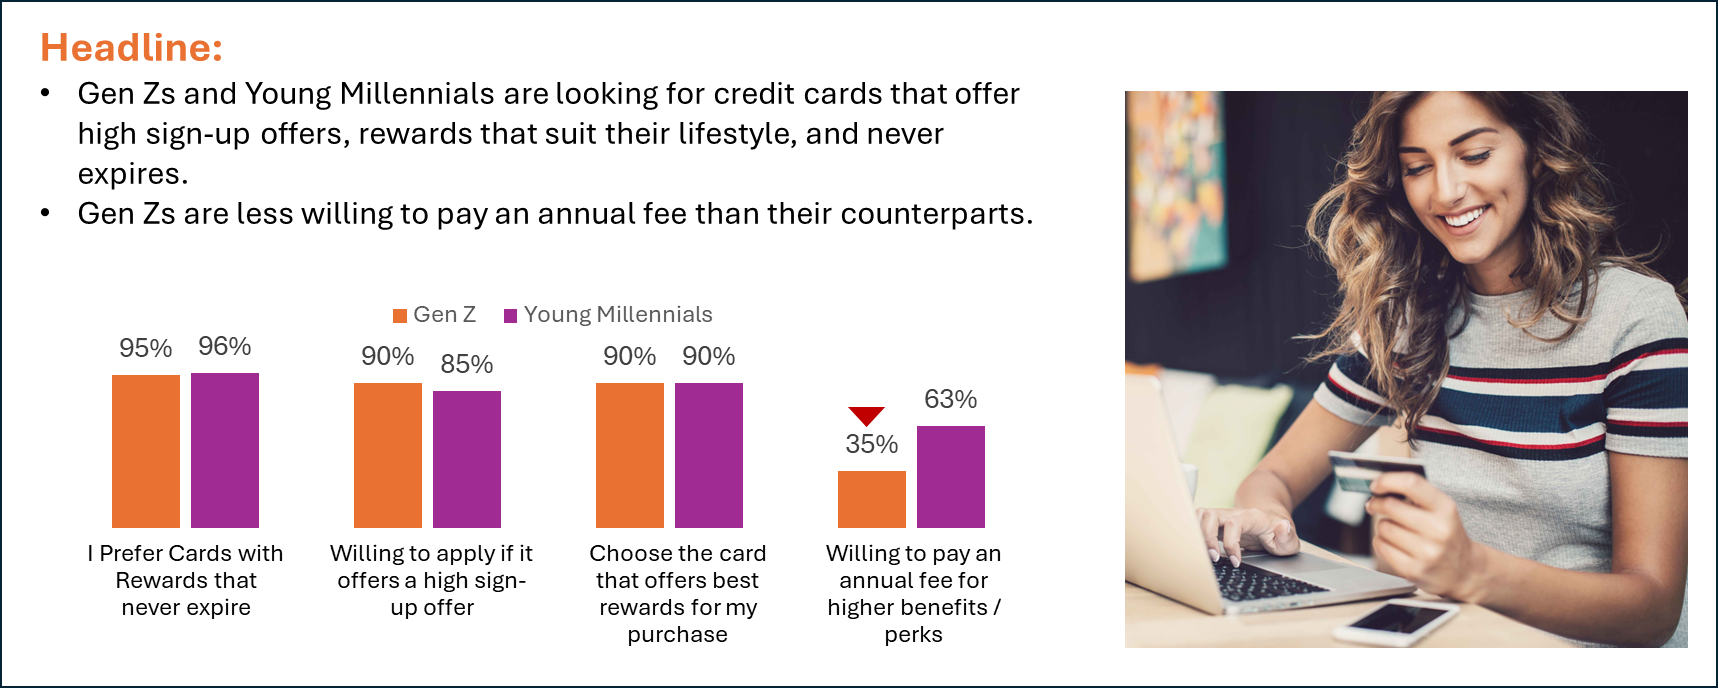 Headline:
• Gen Zs and Young Millennials are looking for credit cards that offer
high sign-up offers, rewards that suit their lifestyle, and never
expires.
• Gen Zs are less willing to pay an annual fee than their counterparts.
Gen Z Young Millennials
95% 96%
90% 85%
90% 90%
35% 63%
I Prefer Cards with
Rewards that
never expire
Willing to apply if it
offers a high sign-
up offer
Choose the card
that offers best
rewards for my
purchase
Willing to pay an
annual fee for
higher benefits /
perks